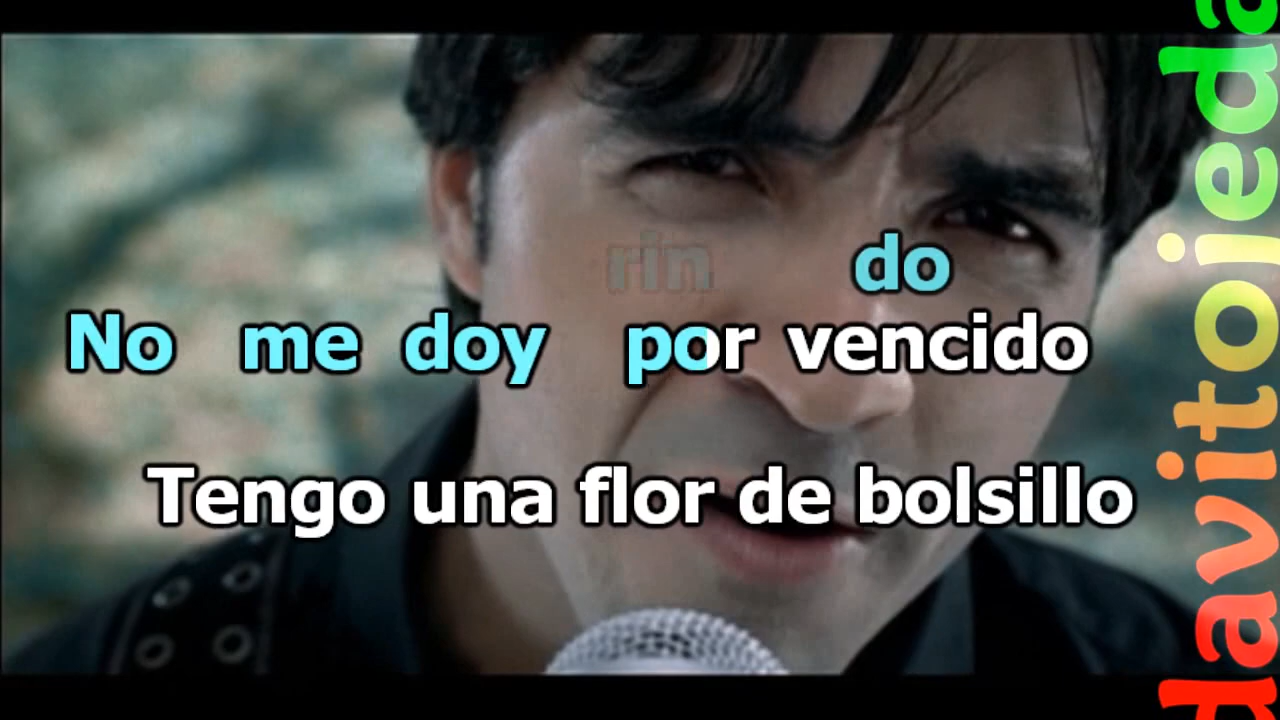 rin do
No me doy por vencido
Tengo una flor de bolsillo
davitojeda